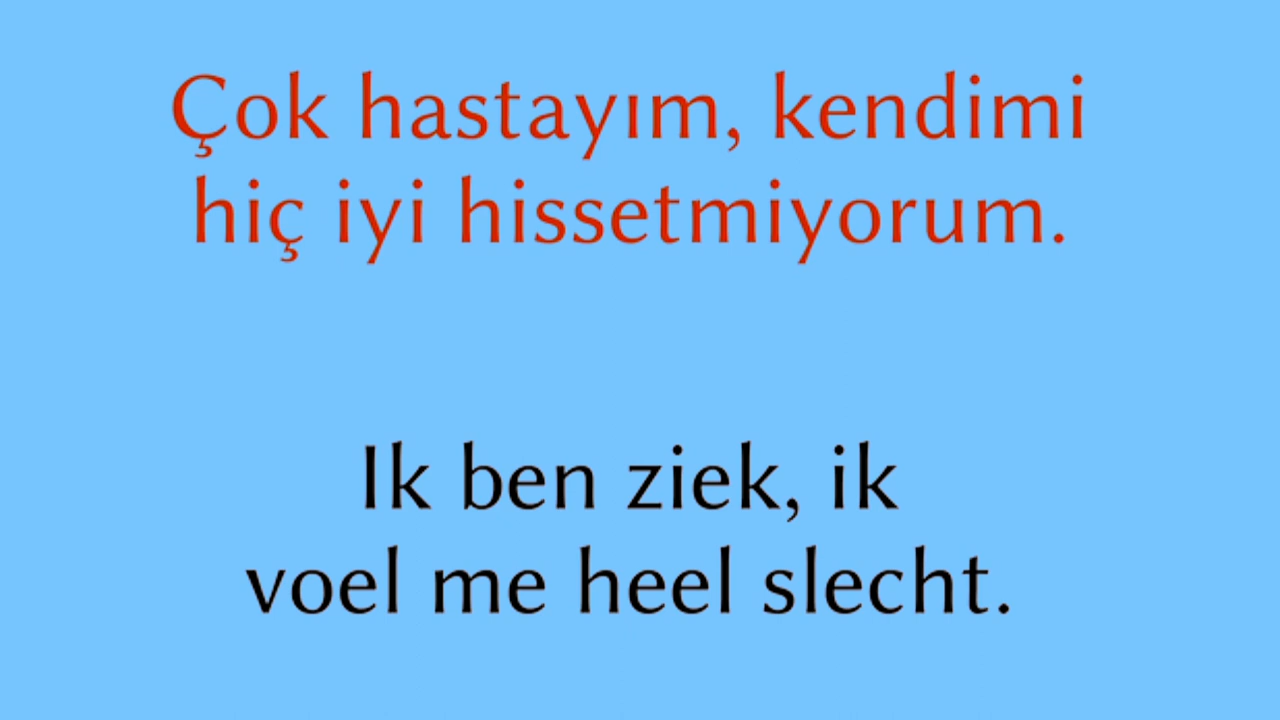 Çok hastayım, kendimi
hiç iyi hissetmiyorum.
Ik ben ziek, ik
voel me heel slecht.